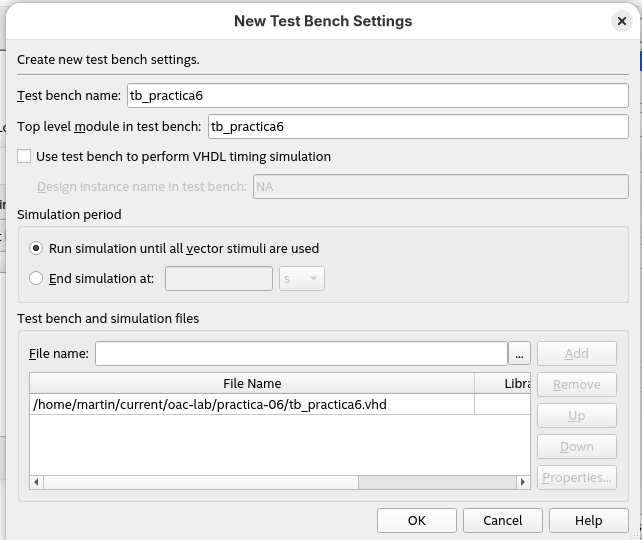 New Test Bench Settings
Create new test bench settings.
Test bench name: tb_practica6
Top level module in test bench: tb_practica6
Use test bench to perform VHDL timing simulation
Design instance name in test bench: NA
Simulation period
Run simulation until all vector stimuli are used
End simulation at: s
Test bench and simulation files
File name: ... Add
File Name Libra
Remove
/home/martin/current/oac-lab/practica-06/tb_practica6.vhd
Up
Down
Properties...
OK Cancel Help